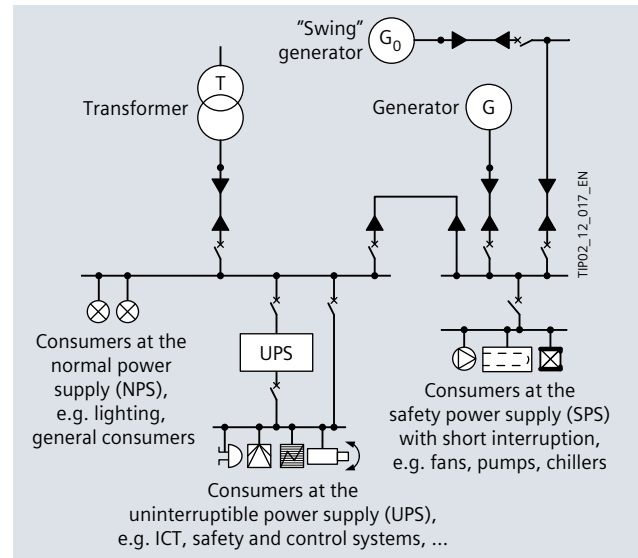 "Swing"
generator
G0
T
Transformer
Generator
G
TIP02_12_017_EN
UPS
Consumers at the
normal power
supply (NPS),
e.g. lighting,
general consumers
Consumers at the
safety power supply (SPS)
with short interruption,
e.g. fans, pumps, chillers
Consumers at the
uninterruptible power supply (UPS),
e.g. ICT, safety and control systems, ...